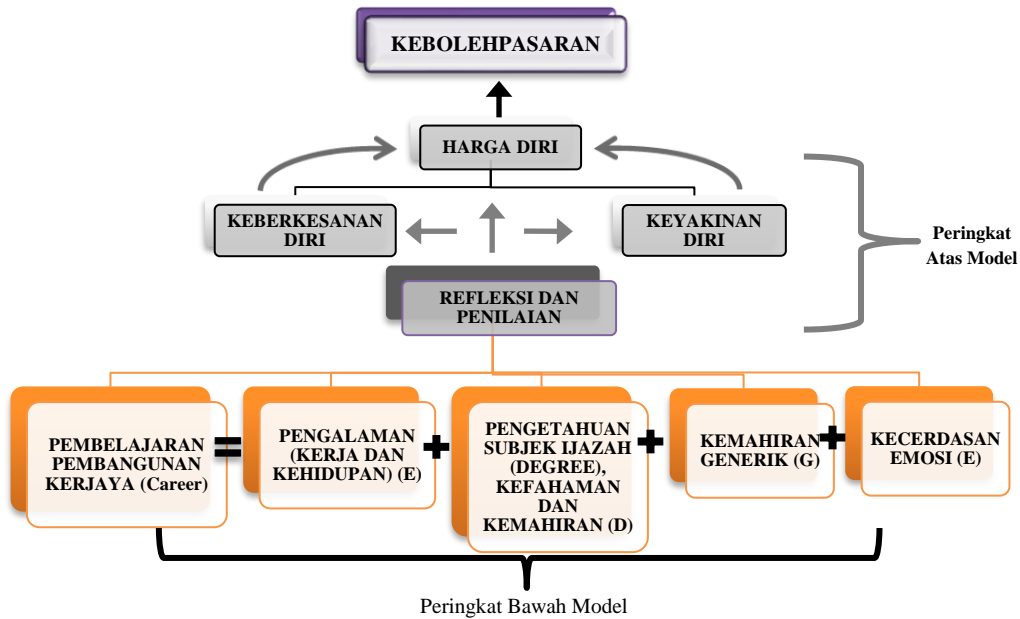 KEBOLEHPASARAN
HARGA DIRI
KEBERKESANAN
DIRI
KEYAKINAN
DIRI
Peringkat
Atas Model
REFLEKSI DAN
PENILAIAN
PEMBELAJARAN
PEMBANGUNAN
KERJAYA (Career)
=
PENGALAMAN
(KERJA DAN
KEHIDUPAN) (E)
+
PENGETAHUAN
SUBJEK IJAZAH
(DEGREE),
KEFAHAMAN
DAN
KEMAHIRAN (D)
+
KEMAHIRAN
GENERIK (G)
+
KECERDASAN
EMOSI (E)
Peringkat Bawah Model